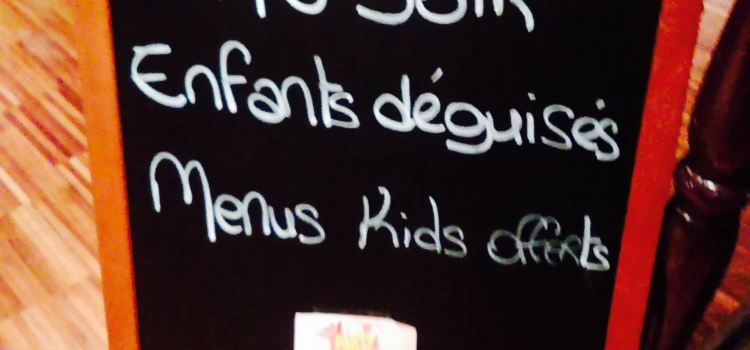 Enfants déguisés
Menus Kids offerts